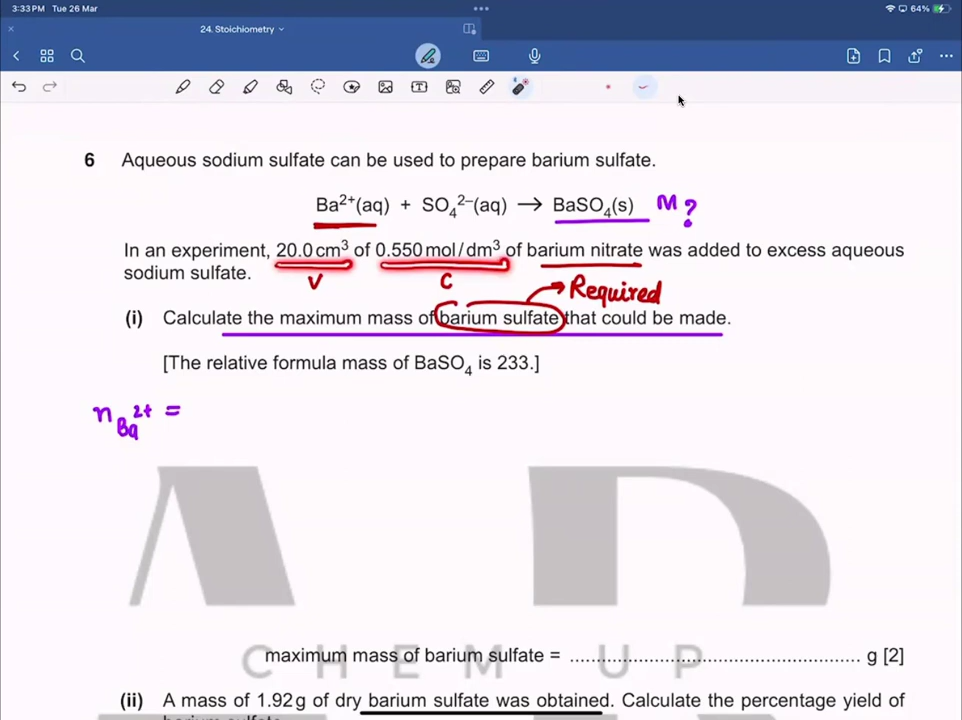 3:33 PM Tue 26 Mar
64%
24. Stoichiometry
6 Aqueous sodium sulfate can be used to prepare barium sulfate.
Ba²⁺(aq) + SO₄²⁻(aq) → BaSO₄(s) M ?
In an experiment, 20.0 cm³ of 0.550 mol/dm³ of barium nitrate was added to excess aqueous
sodium sulfate.
V C Required
(i) Calculate the maximum mass of barium sulfate that could be made.
[The relative formula mass of BaSO₄ is 233.]
n Ba²⁺ =
CHEM UP
maximum mass of barium sulfate = ...................................................... g [2]
(ii) A mass of 1.92 g of dry barium sulfate was obtained. Calculate the percentage yield of